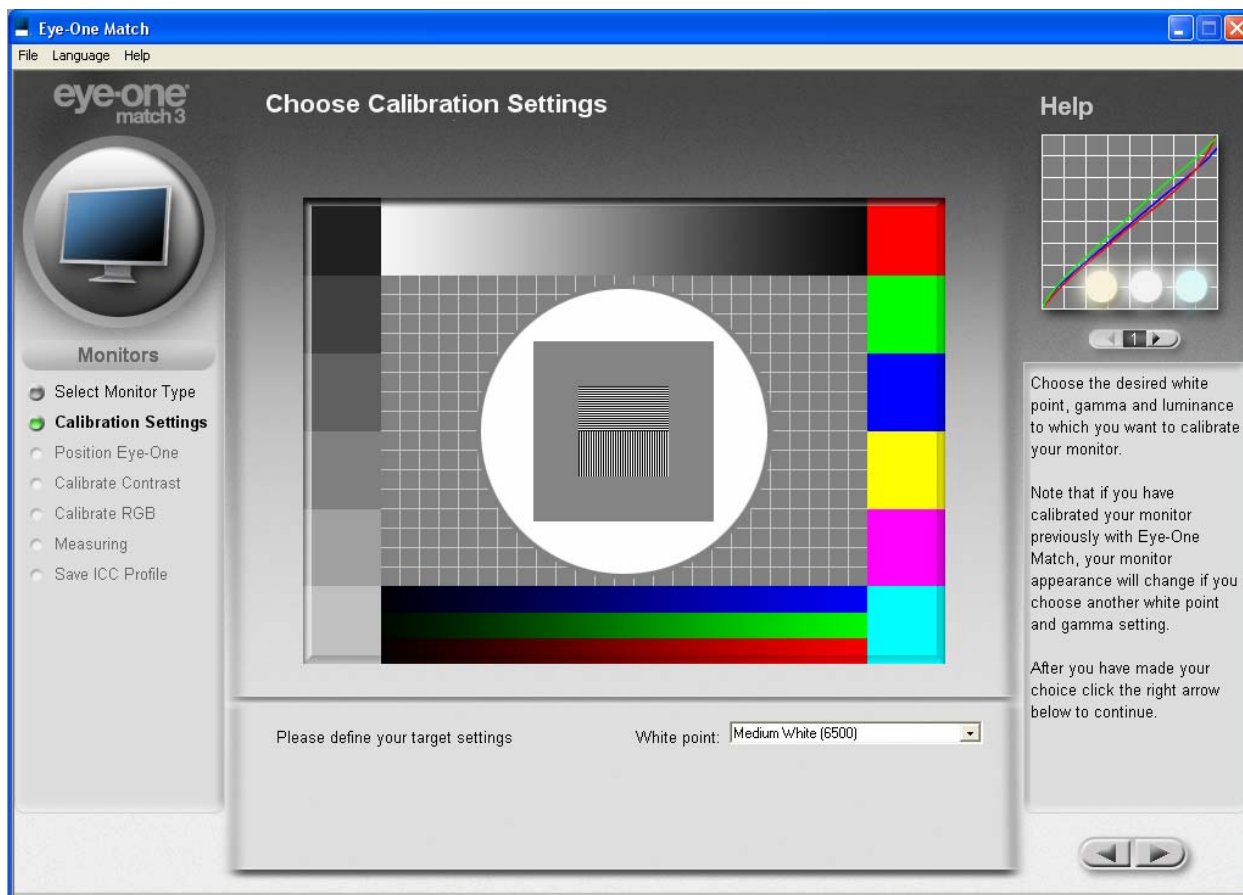 Eye-One Match
File Language Help
eye-one
match 3
Choose Calibration Settings
Help
Monitors
Select Monitor Type
Calibration Settings
Position Eye-One
Calibrate Contrast
Calibrate RGB
Measuring
Save ICC Profile
1
Choose the desired white
point, gamma and luminance
to which you want to calibrate
your monitor.
Note that if you have
calibrated your monitor
previously with Eye-One
Match, your monitor
appearance will change if you
choose another white point
and gamma setting.
After you have made your
choice click the right arrow
below to continue.
Please define your target settings
White point: Medium White (6500)